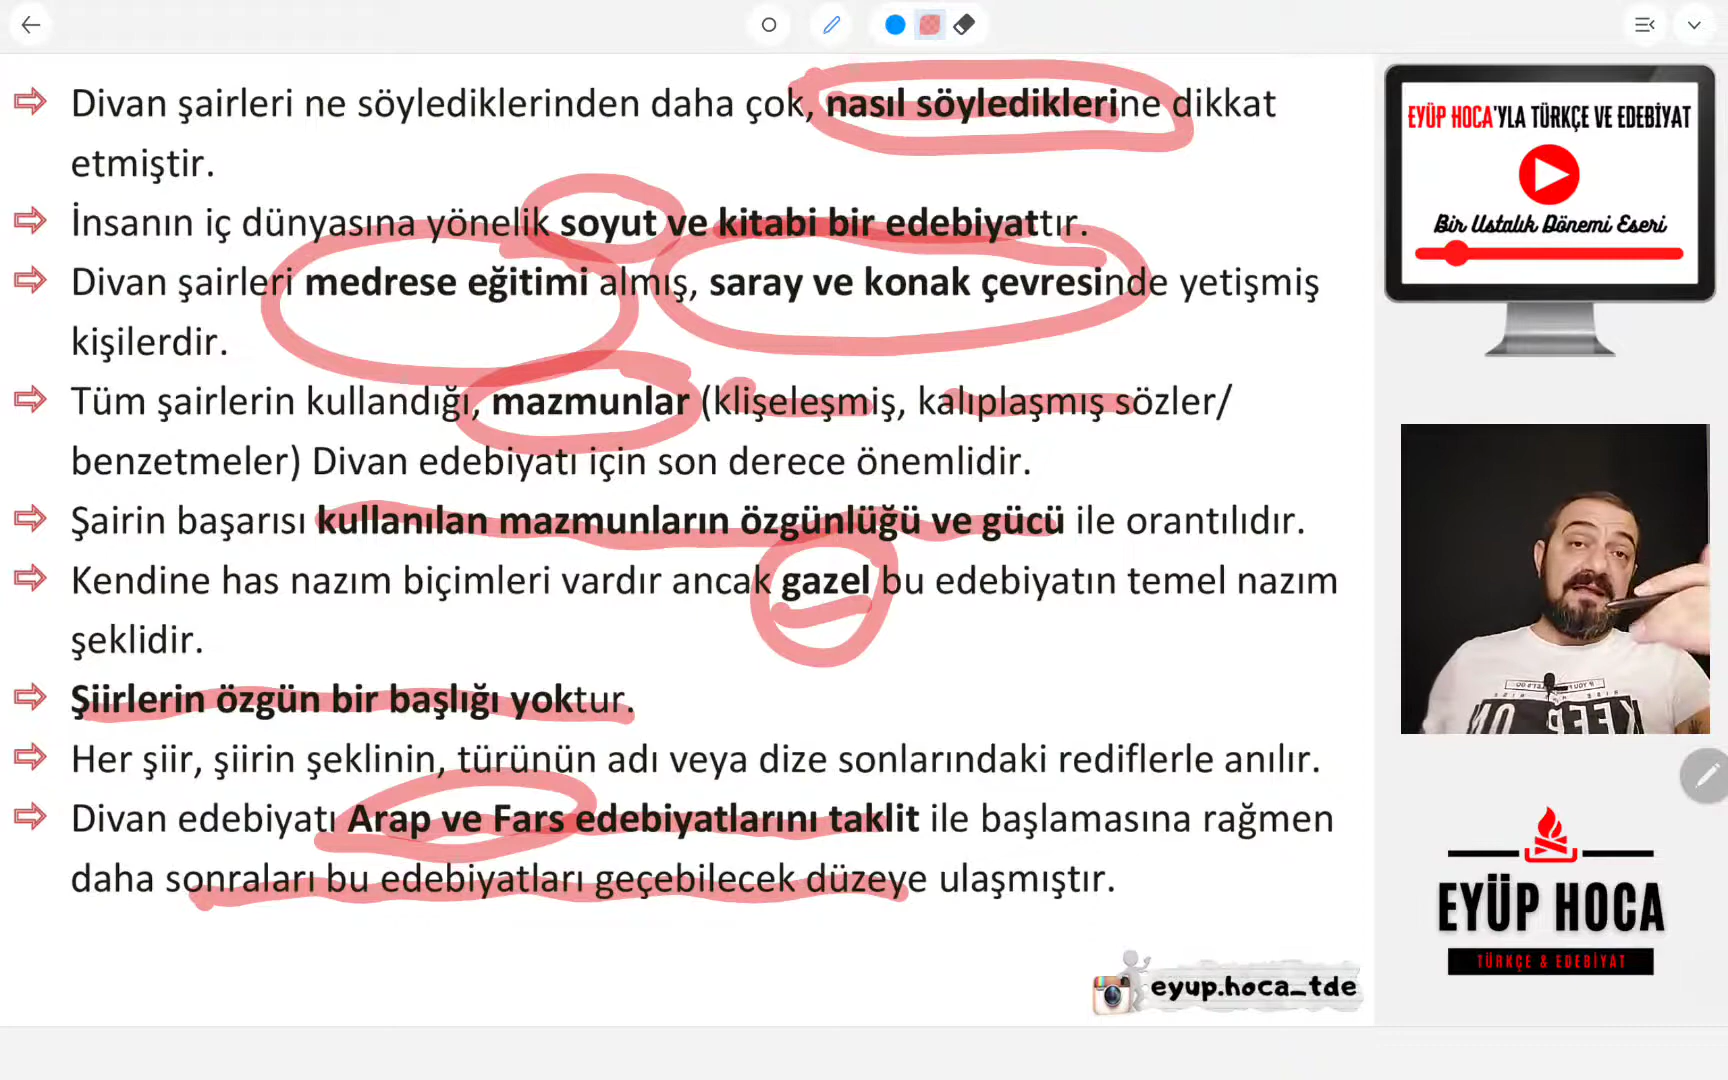 Divan şairleri ne söylediklerinden daha çok, nasıl söylediklerine dikkat
etmiştir.
İnsanın iç dünyasına yönelik soyut ve kitabi bir edebiyattır.
Divan şairleri medrese eğitimi almış, saray ve konak çevresinde yetişmiş
kişilerdir.
Tüm şairlerin kullandığı, mazmunlar (klişeleşmiş, kalıplaşmış sözler/
benzetmeler) Divan edebiyatı için son derece önemlidir.
Şairin başarısı kullanılan mazmunların özgünlüğü ve gücü ile orantılıdır.
Kendine has nazım biçimleri vardır ancak gazel bu edebiyatın temel nazım
şeklidir.
Şiirlerin özgün bir başlığı yoktur.
Her şiir, şiirin şeklinin, türünün adı veya dize sonlarındaki rediflerle anılır.
Divan edebiyatı Arap ve Fars edebiyatlarını taklit ile başlamasına rağmen
daha sonraları bu edebiyatları geçebilecek düzeye ulaşmıştır.
eyup.hoca_tde
EYÜP HOCA'YLA TÜRKÇE VE EDEBİYAT
Bir Ustalık Dönemi Eseri
EYÜP HOCA
TÜRKÇE & EDEBİYAT